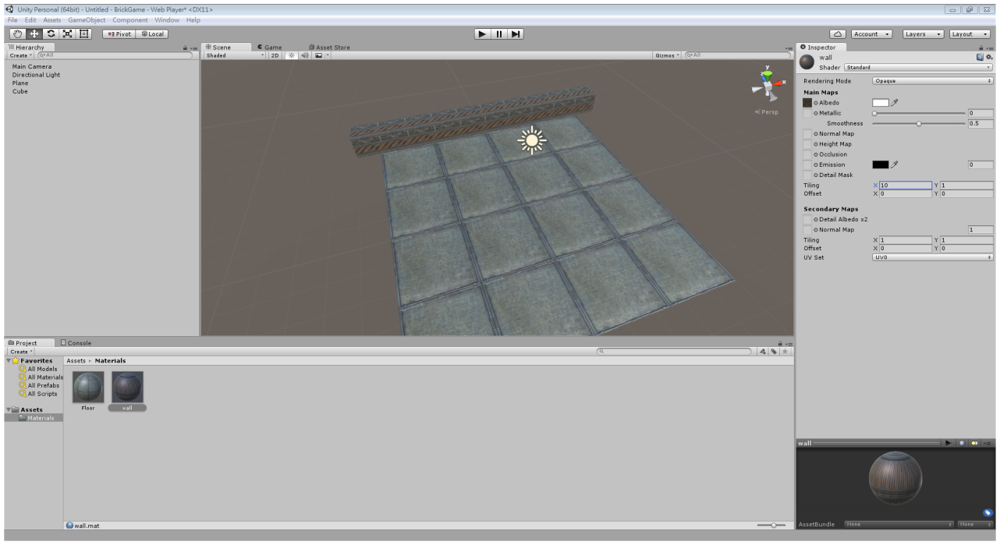 Unity Personal (64bit) - Untitled - BrickGame - Web Player* <DX11>
File Edit Assets GameObject Component Window Help
Pivot Local
Account Layers Layout
Hierarchy
Create All
Main Camera
Directional Light
Plane
Cube
Scene Game Asset Store
Shaded 2D Gizmos All
y
z
x
Persp
Inspector
wall
Shader Standard
Rendering Mode Opaque
Main Maps
Albedo
Metallic 0
Smoothness 0.5
Normal Map
Height Map
Occlusion
Emission 0
Detail Mask
Tiling X 10 Y 1
Offset X 0 Y 0
Secondary Maps
Detail Albedo x2
Normal Map 1
Tiling X 1 Y 1
Offset X 0 Y 0
UV Set UV0
Project Console
Create
Favorites
All Models
All Materials
All Prefabs
All Scripts
Assets
Materials
Assets Materials
Floor wall
wall.mat
wall
AssetBundle None None